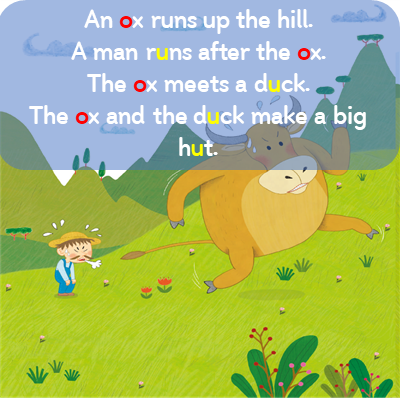 An ox runs up the hill.
A man runs after the ox.
The ox meets a duck.
The ox and the duck make a big
hut.